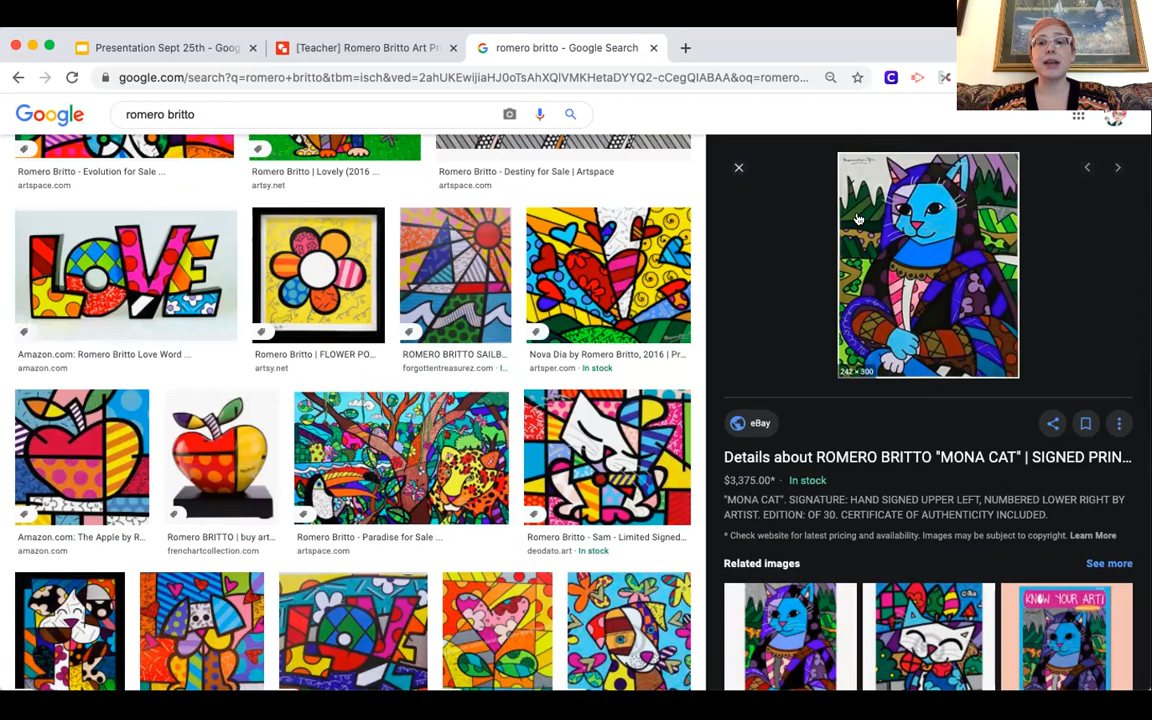 Presentation Sept 25th - Goog
[Teacher] Romero Britto Art Pr
romero britto - Google Search
google.com/search?q=romero+britto&tbm=isch&ved=2ahUKEwijiaHJ0oTsAhXQlVMKHetaDYYQ2-cCegQIABAA&oq=romero...
Google
romero britto
Romero Britto - Evolution for Sale ...
artspace.com
Romero Britto | Lovely (2016 ...
artsy.net
Romero Britto - Destiny for Sale | Artspace
artspace.com
LOVE
Amazon.com: Romero Britto Love Word ...
amazon.com
Romero Britto | FLOWER PO...
artsy.net
ROMERO BRITTO SAILB...
forgottentreasurez.com · I...
Nova Dia by Romero Britto, 2016 | Pr...
artsper.com · In stock
Amazon.com: The Apple by R...
amazon.com
Romero BRITTO | buy art...
frenchartcollection.com
Romero Britto - Paradise for Sale ...
artspace.com
Romero Britto - Sam - Limited Signed...
deodato.art · In stock
LOVE
242 × 300
eBay
Details about ROMERO BRITTO "MONA CAT" | SIGNED PRIN...
$3,375.00* · In stock
"MONA CAT". SIGNATURE: HAND SIGNED UPPER LEFT, NUMBERED LOWER RIGHT BY
ARTIST. EDITION: OF 30. CERTIFICATE OF AUTHENTICITY INCLUDED.
* Check website for latest pricing and availability. Images may be subject to copyright. Learn More
Related images
See more
KNOW YOUR ART!